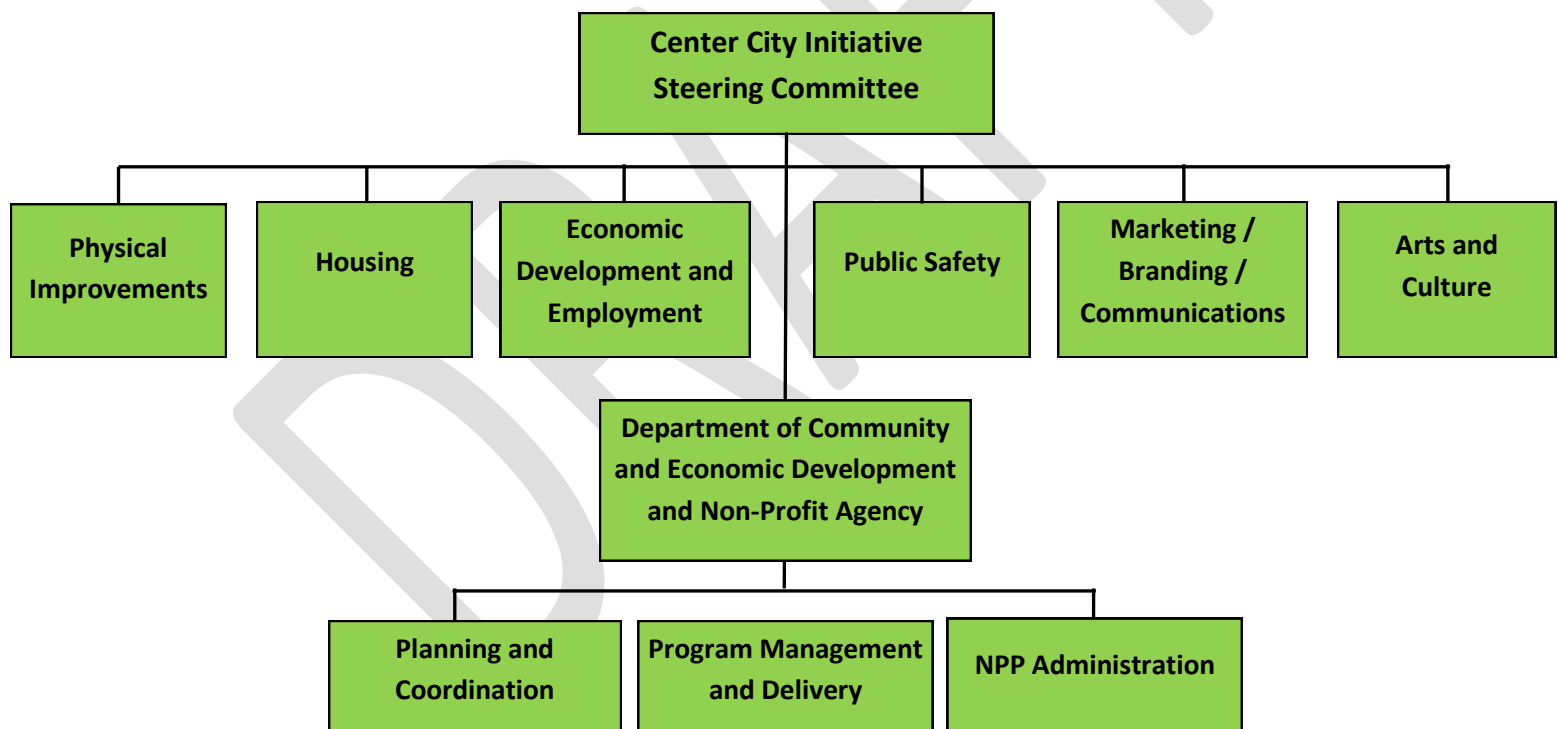 Center City Initiative
Steering Committee
Physical
Improvements
Housing
Economic
Development and
Employment
Public Safety
Marketing /
Branding /
Communications
Arts and
Culture
Department of Community
and Economic Development
and Non-Profit Agency
Planning and
Coordination
Program Management
and Delivery
NPP Administration
DRAFT